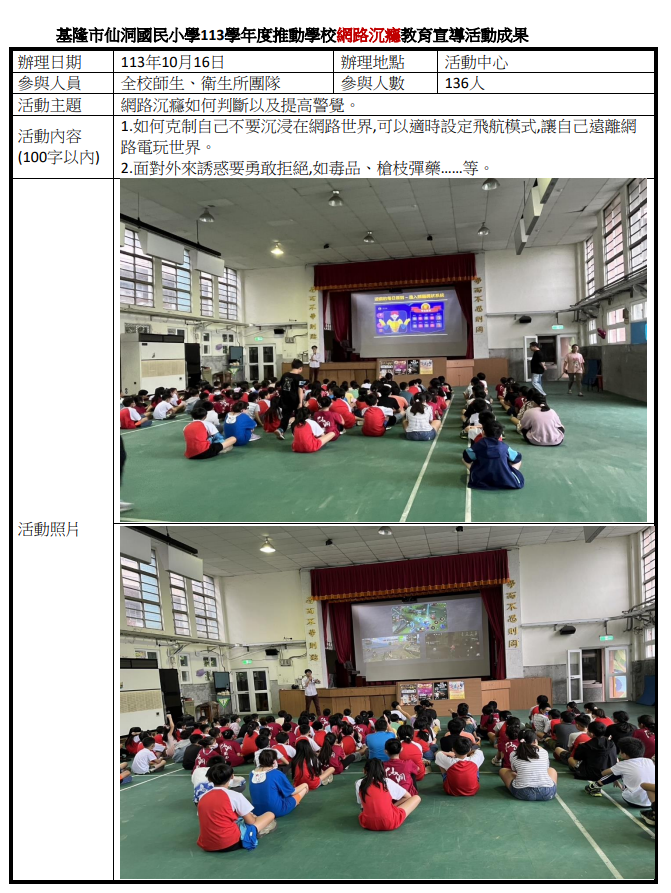 基隆市仙洞國民小學113學年度推動學校網路沉癮教育宣導活動成果
辦理日期 113年10月16日 辦理地點 活動中心
參與人員 全校師生、衛生所團隊 參與人數 136人
活動主題 網路沉癮如何判斷以及提高警覺。
活動內容
(100字以內)
1.如何克制自己不要沉浸在網路世界,可以適時設定飛航模式,讓自己遠離網
路電玩世界。
2.面對外來誘惑要勇敢拒絕,如毒品、槍枝彈藥……等。
活動照片
學而不思則罔